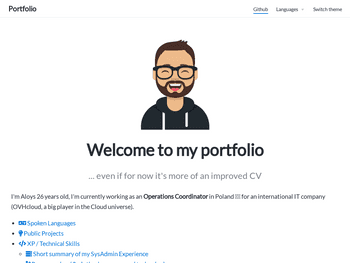 Portfolio
Github Languages Switch theme
Welcome to my portfolio
... even if for now it's more of an improved CV
I'm Aloys 26 years old, I'm currently working as an Operations Coordinator in Poland for an international IT company
(OVHcloud, a big player in the Cloud universe).
Spoken Languages
Public Projects
XP / Technical Skills
Short summary of my SysAdmin Experience